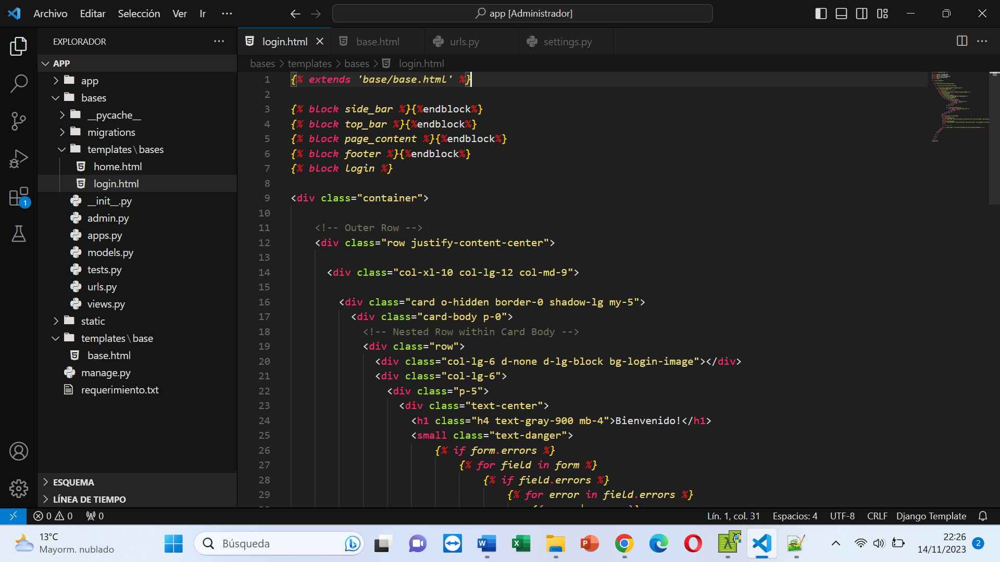 Archivo Editar Selección Ver Ir ···
app [Administrador]
EXPLORADOR
login.html
base.html
urls.py
settings.py
APP
bases > templates > bases > login.html
app
bases
__pycache__
migrations
templates\bases
home.html
login.html
__init__.py
admin.py
apps.py
models.py
tests.py
urls.py
views.py
static
templates\base
base.html
manage.py
requerimiento.txt
1
ESQUEMA
LÍNEA DE TIEMPO
1 {% extends 'base/base.html' %}
2
3 {% block side_bar %}{%endblock%}
4 {% block top_bar %}{%endblock%}
5 {% block page_content %}{%endblock%}
6 {% block footer %}{%endblock%}
7 {% block login %}
8
9 <div class="container">
10
11 <!-- Outer Row -->
12 <div class="row justify-content-center">
13
14 <div class="col-xl-10 col-lg-12 col-md-9">
15
16 <div class="card o-hidden border-0 shadow-lg my-5">
17 <div class="card-body p-0">
18 <!-- Nested Row within Card Body -->
19 <div class="row">
20 <div class="col-lg-6 d-none d-lg-block bg-login-image"></div>
21 <div class="col-lg-6">
22 <div class="p-5">
23 <div class="text-center">
24 <h1 class="h4 text-gray-900 mb-4">Bienvenido!</h1>
25 <small class="text-danger">
26 {% if form.errors %}
27 {% for field in form %}
28 {% if field.errors %}
29 {% for error in field.errors %}
0 0 0
Lín. 1, col. 31 Espacios: 4 UTF-8 CRLF Django Template
13°C
Mayorm. nublado
Búsqueda
22:26
14/11/2023
2